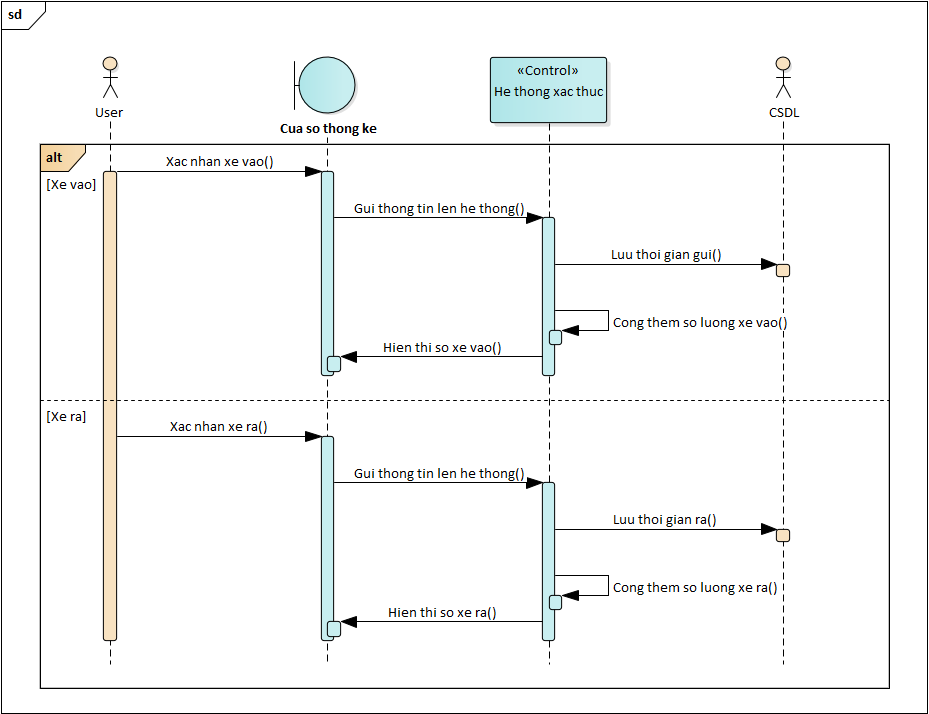 sd
«Control»
He thong xac thuc
User
CSDL
Cua so thong ke
alt
Xac nhan xe vao()
[Xe vao]
Gui thong tin len he thong()
Luu thoi gian gui()
Cong them so luong xe vao()
Hien thi so xe vao()
[Xe ra]
Xac nhan xe ra()
Gui thong tin len he thong()
Luu thoi gian ra()
Cong them so luong xe ra()
Hien thi so xe ra()